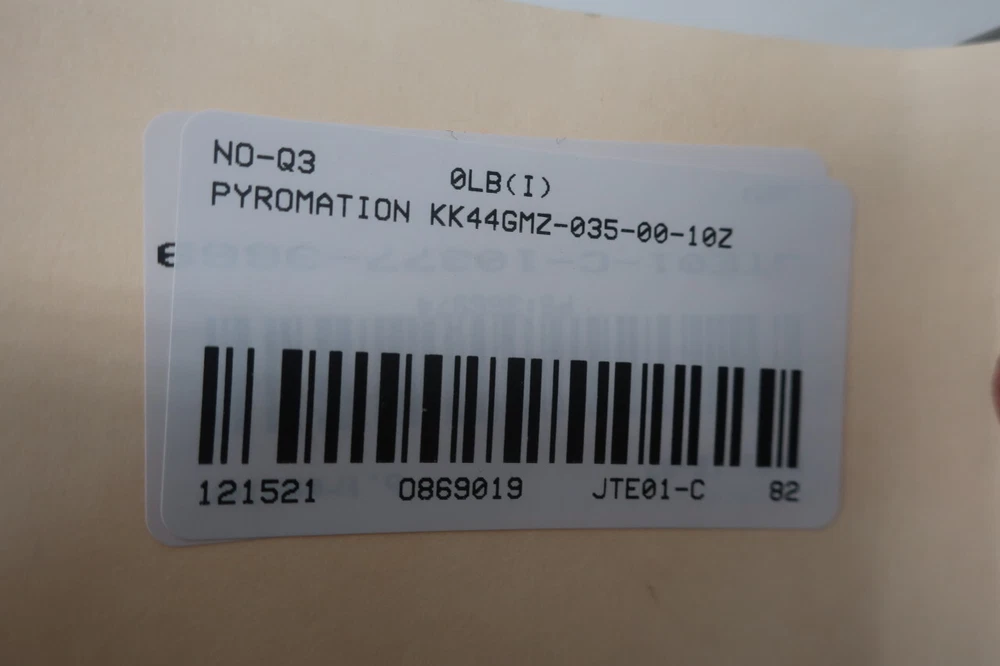 NO-Q3 0LB(I)
PYROMATION KK44GMZ-035-00-10Z
121521 0869019 JTE01-C 82